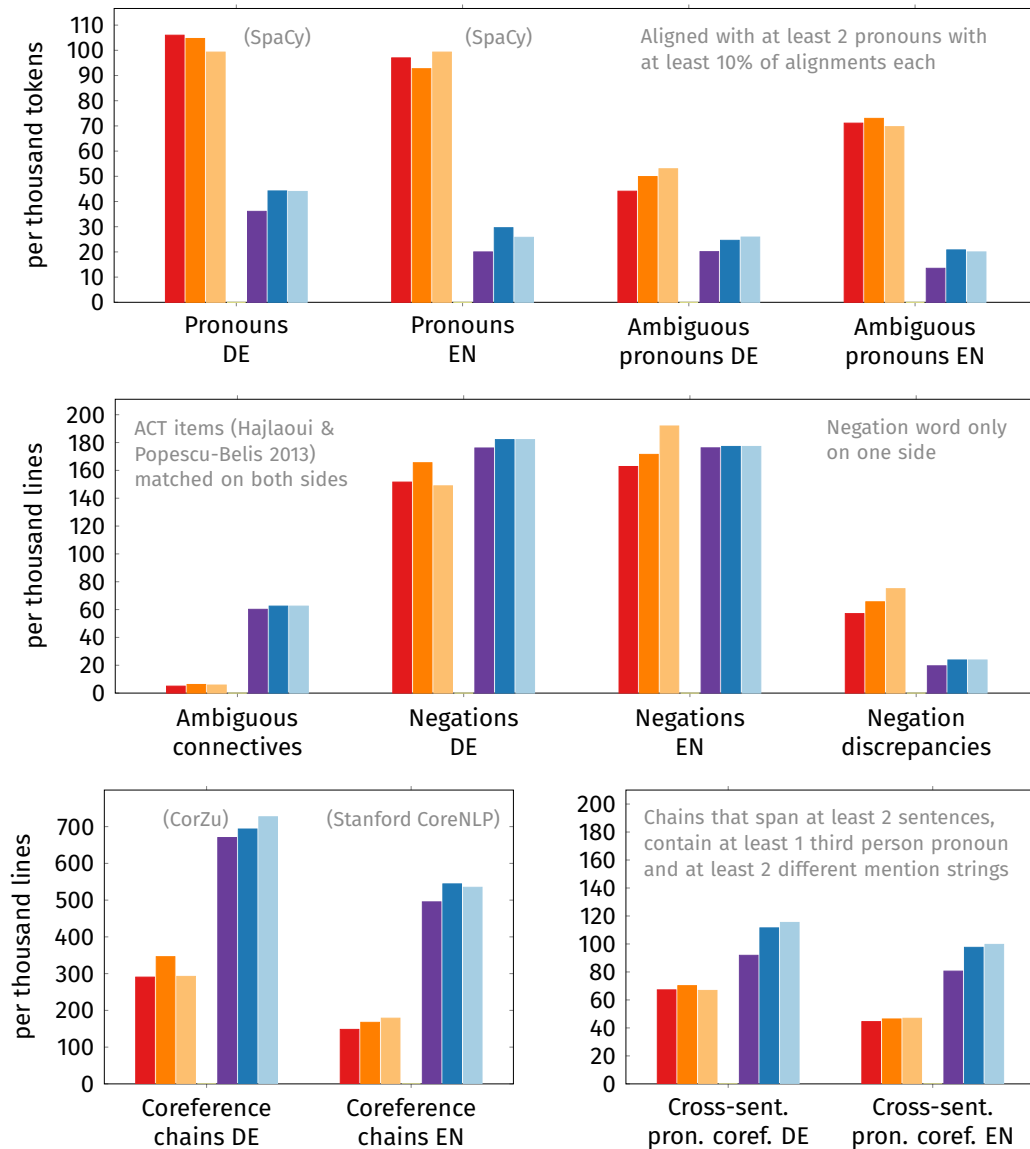 110
100
90
80
70
60
50
40
30
20
10
0
per thousand tokens
(SpaCy)
(SpaCy)
Aligned with at least 2 pronouns with
at least 10% of alignments each
Pronouns
DE
Pronouns
EN
Ambiguous
pronouns DE
Ambiguous
pronouns EN
200
180
160
140
120
100
80
60
40
20
0
per thousand lines
ACT items (Hajlaoui &
Popescu-Belis 2013)
matched on both sides
Negation word only
on one side
Ambiguous
connectives
Negations
DE
Negations
EN
Negation
discrepancies
700
600
500
400
300
200
100
0
per thousand lines
(CorZu)
(Stanford CoreNLP)
Coreference
chains DE
Coreference
chains EN
200
180
160
140
120
100
80
60
40
20
0
Chains that span at least 2 sentences,
contain at least 1 third person pronoun
and at least 2 different mention strings
Cross-sent.
pron. coref. DE
Cross-sent.
pron. coref. EN